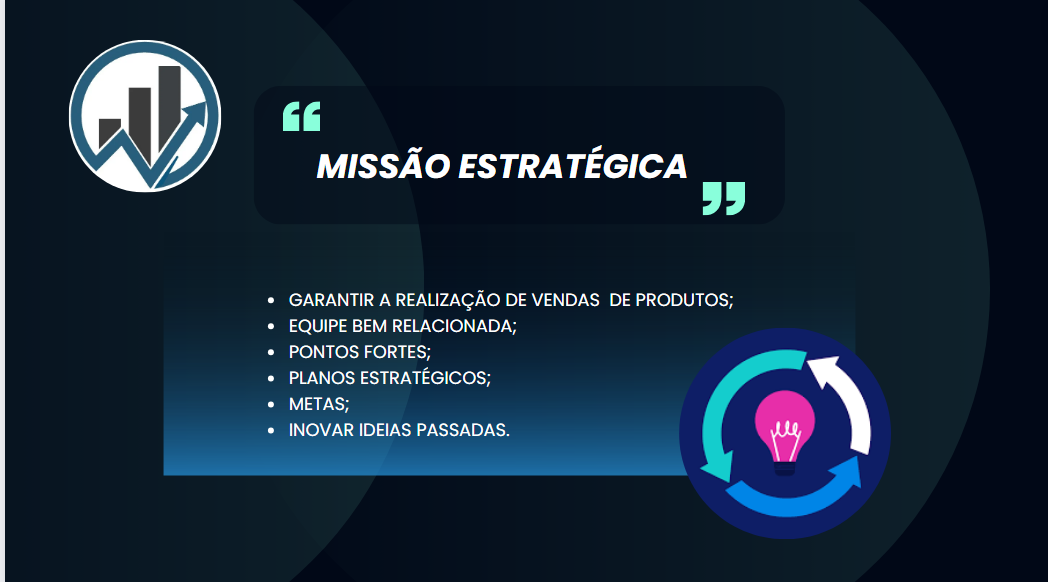 MISSÃO ESTRATÉGICA
• GARANTIR A REALIZAÇÃO DE VENDAS  DE PRODUTOS;
• EQUIPE BEM RELACIONADA;
• PONTOS FORTES;
• PLANOS ESTRATÉGICOS;
• METAS;
• INOVAR IDEIAS PASSADAS.